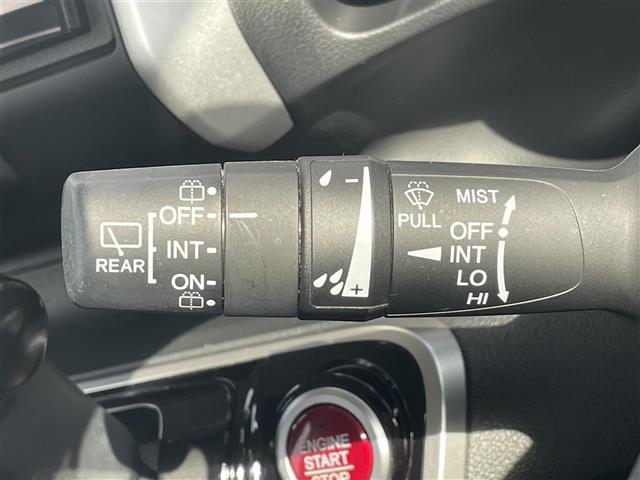 OFF
INT
REAR
ON
− 
+
PULL
MIST
OFF
INT
LO
HI
ENGINE
START
STOP